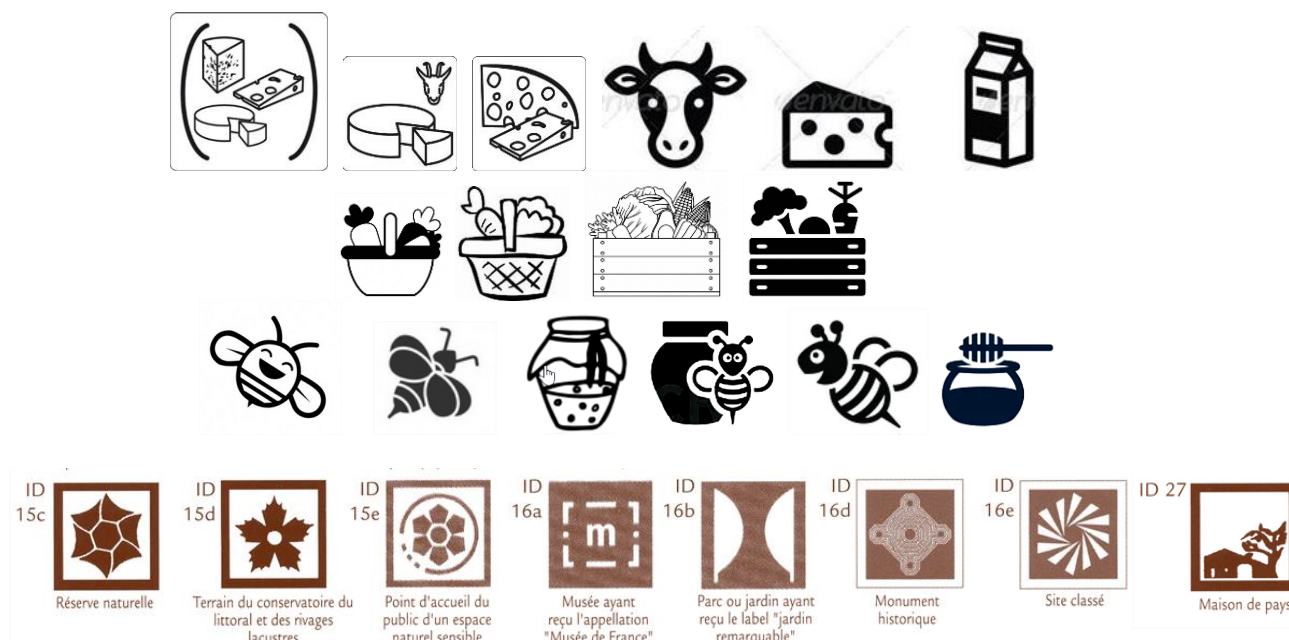 envato
envato
ID
15c
Réserve naturelle
ID
15d
Terrain du conservatoire du
littoral et des rivages
lacustres
ID
15e
Point d'accueil du
public d'un espace
naturel sensible
ID
16a
m
Musée ayant
reçu l'appellation
"Musée de France"
ID
16b
Parc ou jardin ayant
reçu le label "jardin
remarquable"
ID
16d
Monument
historique
ID
16e
Site classé
ID 27
Maison de pays